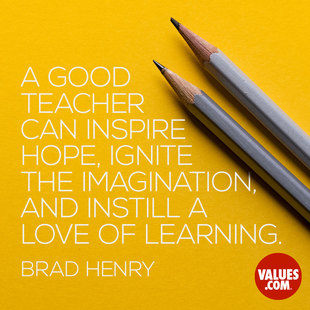 A GOOD
TEACHER
CAN INSPIRE
HOPE, IGNITE
THE IMAGINATION,
AND INSTILL A
LOVE OF LEARNING.
BRAD HENRY
VALUES
.COM